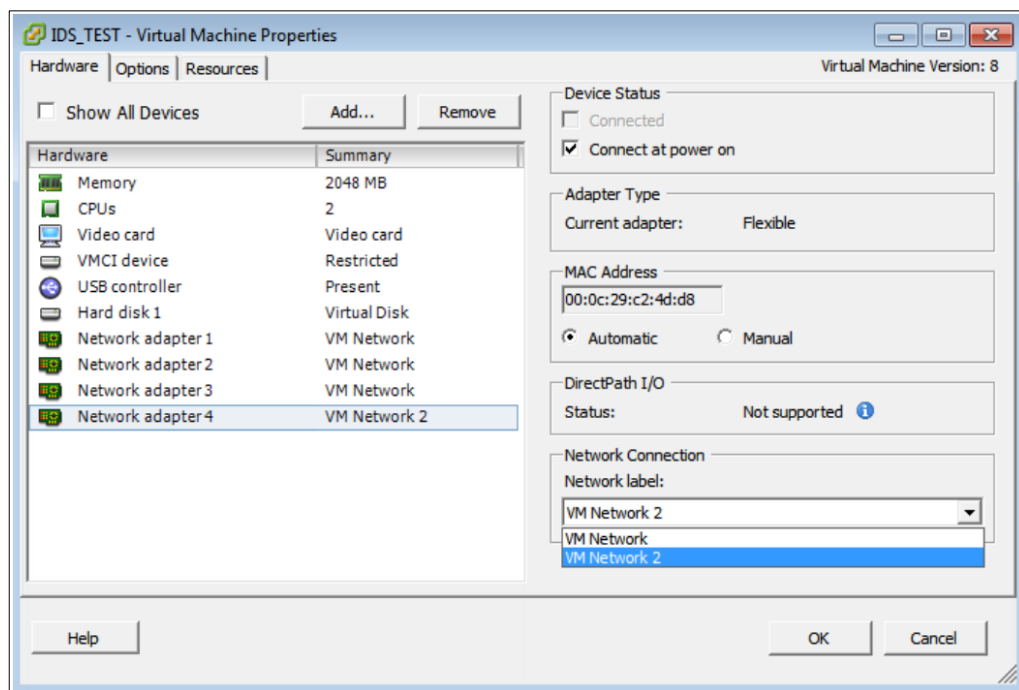 IDS_TEST - Virtual Machine Properties
Hardware Options Resources Virtual Machine Version: 8
Show All Devices Add... Remove
Hardware Summary
Memory 2048 MB
CPUs 2
Video card Video card
VMCI device Restricted
USB controller Present
Hard disk 1 Virtual Disk
Network adapter 1 VM Network
Network adapter 2 VM Network
Network adapter 3 VM Network
Network adapter 4 VM Network 2
Device Status
Connected
Connect at power on
Adapter Type
Current adapter: Flexible
MAC Address
00:0c:29:c2:4d:d8
Automatic Manual
DirectPath I/O
Status: Not supported
Network Connection
Network label:
VM Network 2
VM Network
VM Network 2
Help OK Cancel